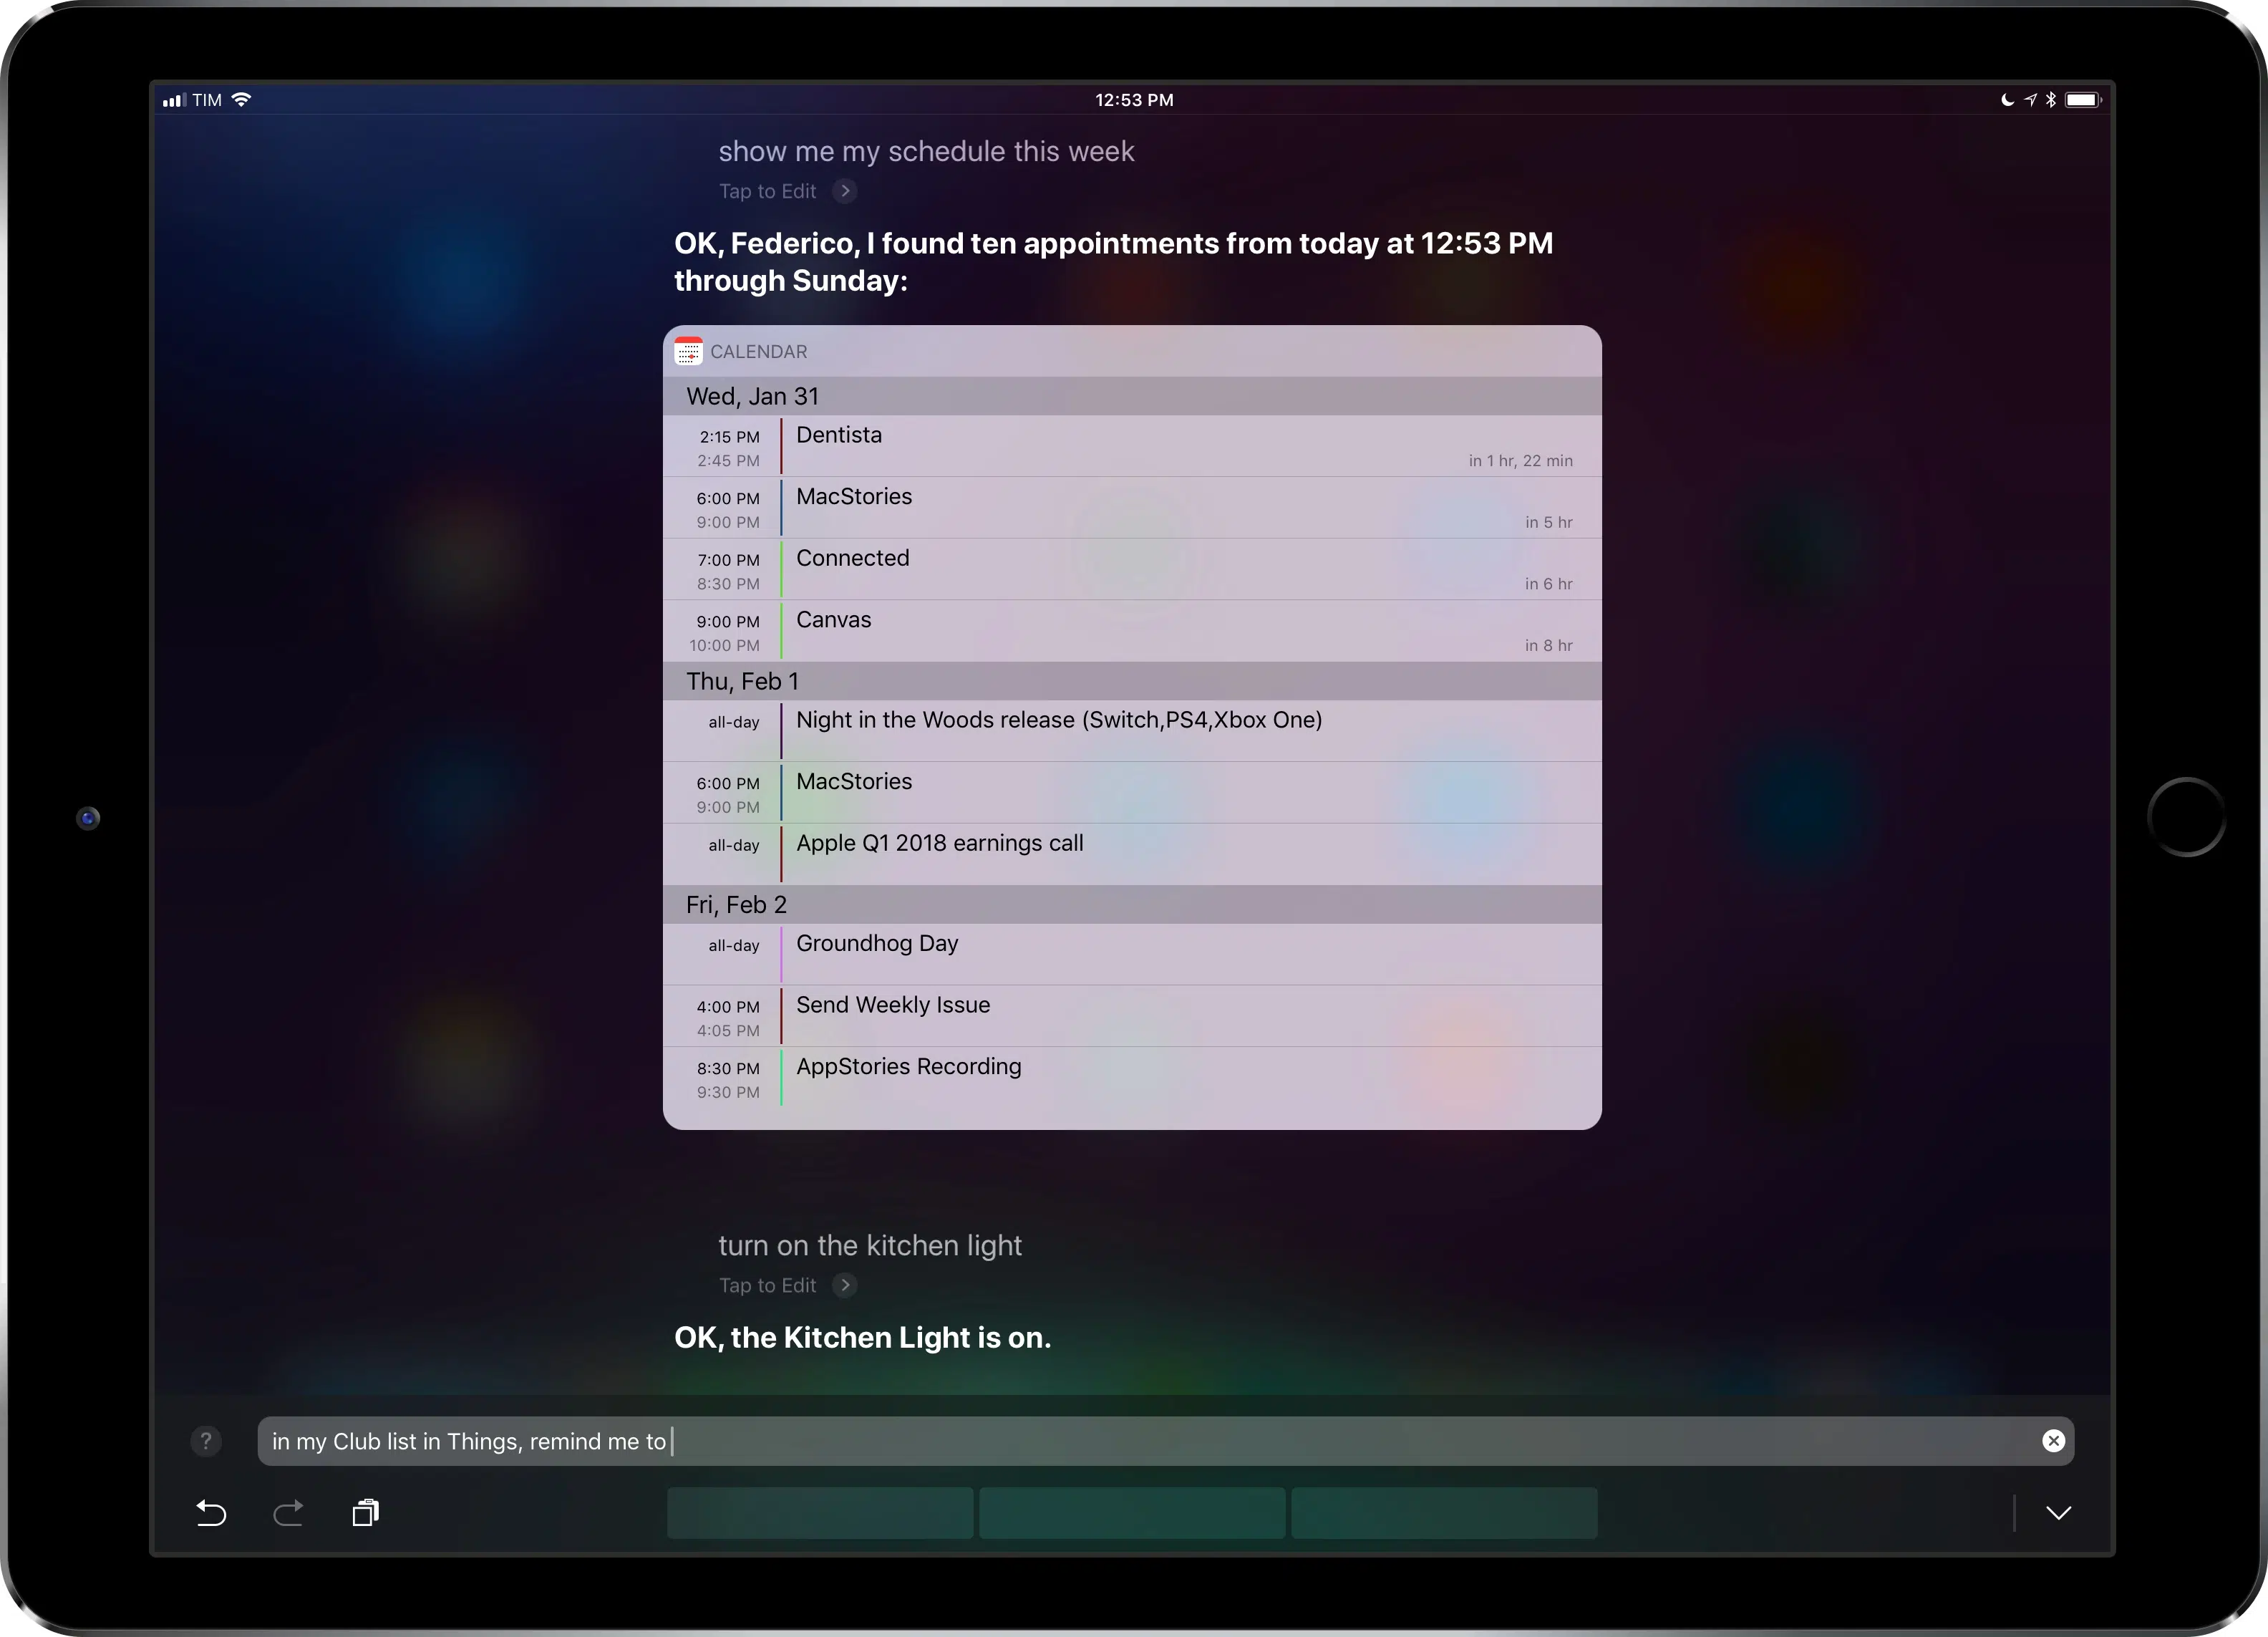 TIM
12:53 PM
show me my schedule this week
Tap to Edit
OK, Federico, I found ten appointments from today at 12:53 PM
through Sunday:
CALENDAR
Wed, Jan 31
2:15 PM Dentista
2:45 PM in 1 hr, 22 min
6:00 PM MacStories
9:00 PM in 5 hr
7:00 PM Connected
8:30 PM in 6 hr
9:00 PM Canvas
10:00 PM in 8 hr
Thu, Feb 1
all-day Night in the Woods release (Switch,PS4,Xbox One)
6:00 PM MacStories
9:00 PM
all-day Apple Q1 2018 earnings call
Fri, Feb 2
all-day Groundhog Day
4:00 PM Send Weekly Issue
4:05 PM
8:30 PM AppStories Recording
9:30 PM
turn on the kitchen light
Tap to Edit
OK, the Kitchen Light is on.
? in my Club list in Things, remind me to